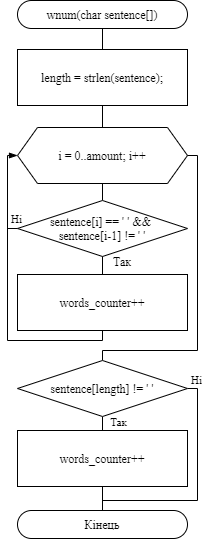 wnum(char sentence[])
length = strlen(sentence);
i = 0..amount; i++
Ні
sentence[i] == ' ' &&
sentence[i-1] != ' '
Так
words_counter++
sentence[length] != ' '
Ні
Так
words_counter++
Кінець